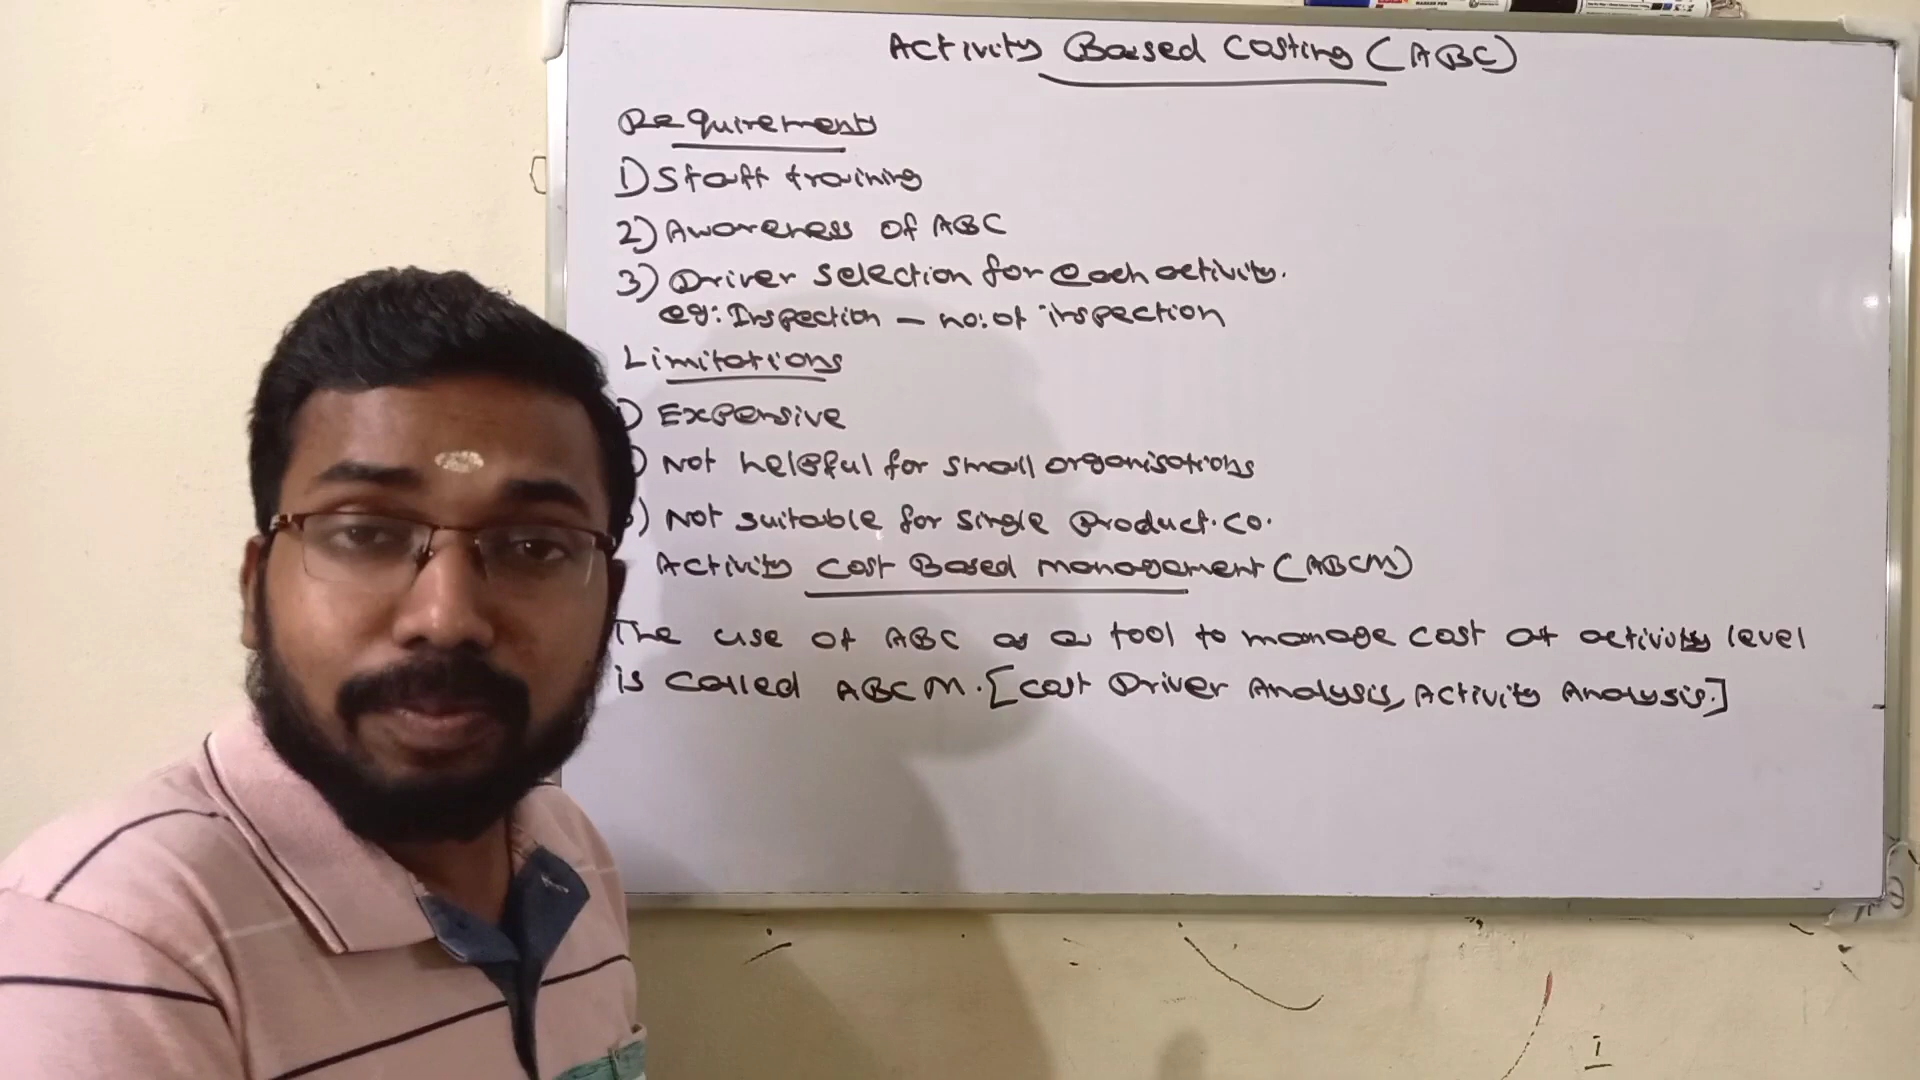 Activity Based Costing (ABC)
Requirements
1) Staff training
2) Awareness of ABC
3) Driver selection for each activity.
eg: Inspection – no: of inspection
Limitations
) Expensive
) Not helpful for small organisations
) Not suitable for single product. co.
Activity Cost Based management (ABCM)
The use of ABC as a tool to manage cost at activity level
is called ABCM. [Cost Driver Analysis, Activity Analysis.]